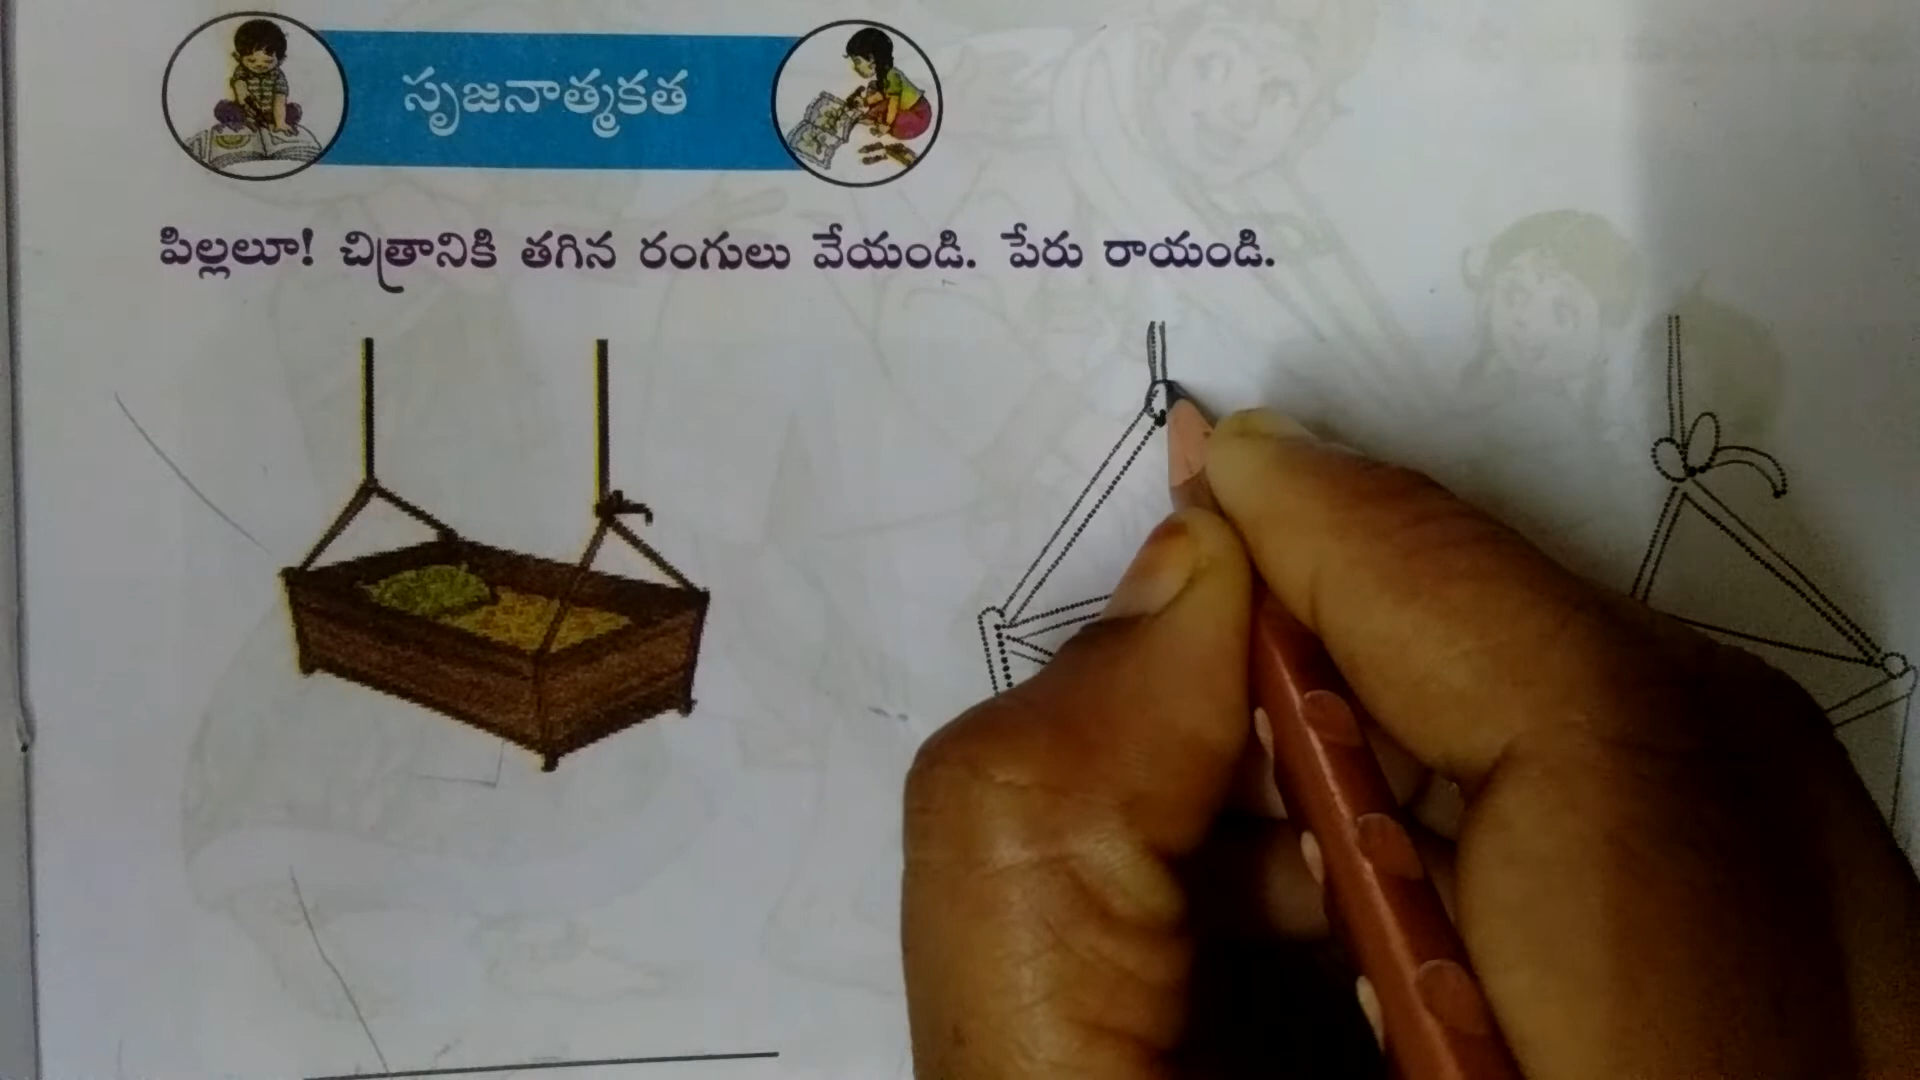 సృజనాత్మకత
పిల్లలూ! చిత్రానికి తగిన రంగులు వేయండి. పేరు రాయండి.